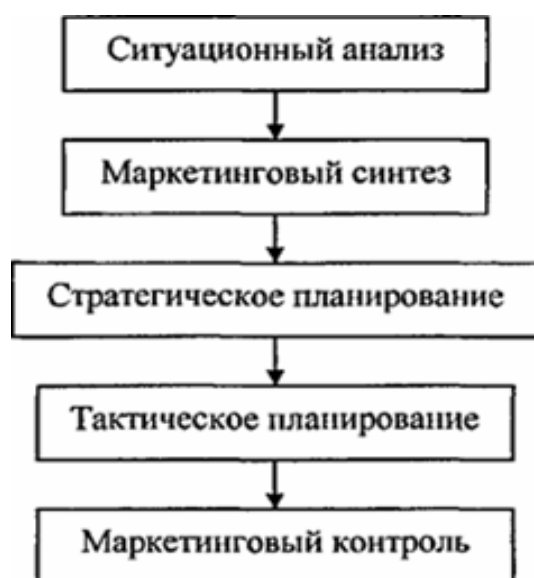 Ситуационный анализ
Маркетинговый синтез
Стратегическое планирование
Тактическое планирование
Маркетинговый контроль